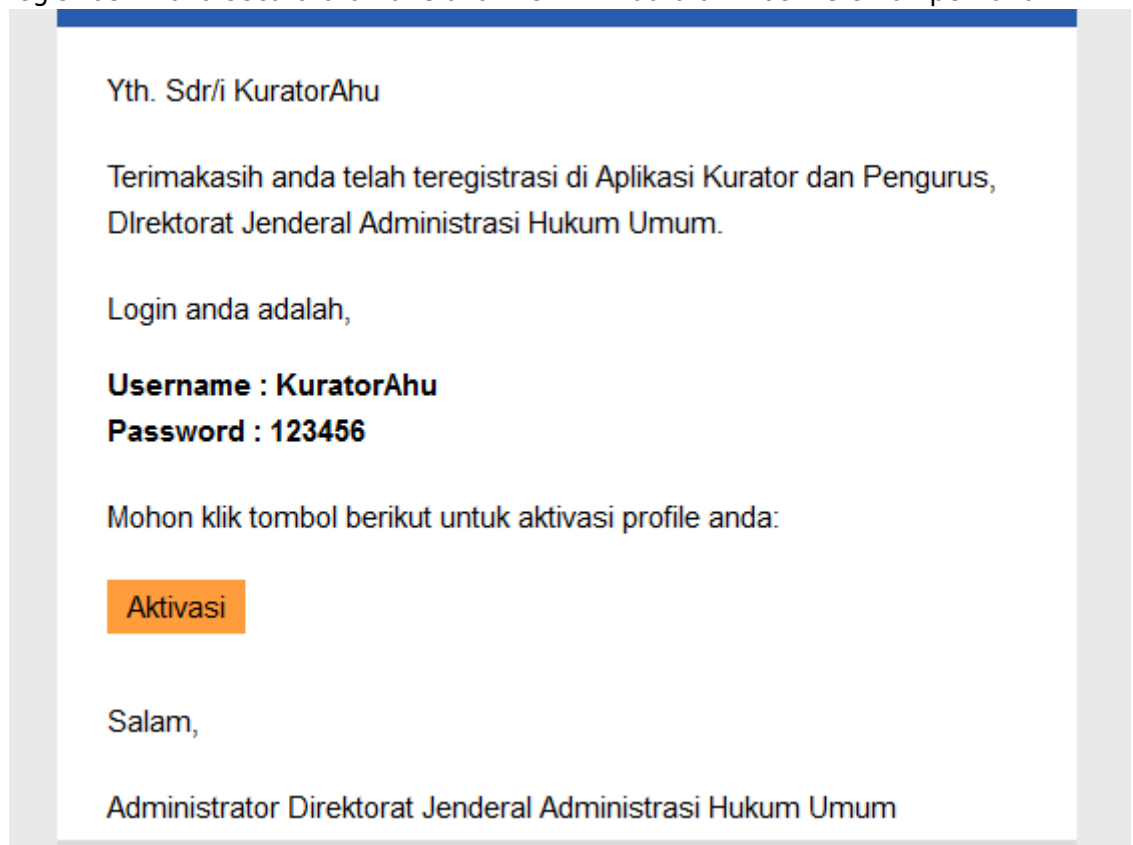 Yth. Sdr/i KuratorAhu
Terimakasih anda telah teregistrasi di Aplikasi Kurator dan Pengurus,
DIrektorat Jenderal Administrasi Hukum Umum.
Login anda adalah,
Username : KuratorAhu
Password : 123456
Mohon klik tombol berikut untuk aktivasi profile anda:
Aktivasi
Salam,
Administrator Direktorat Jenderal Administrasi Hukum Umum